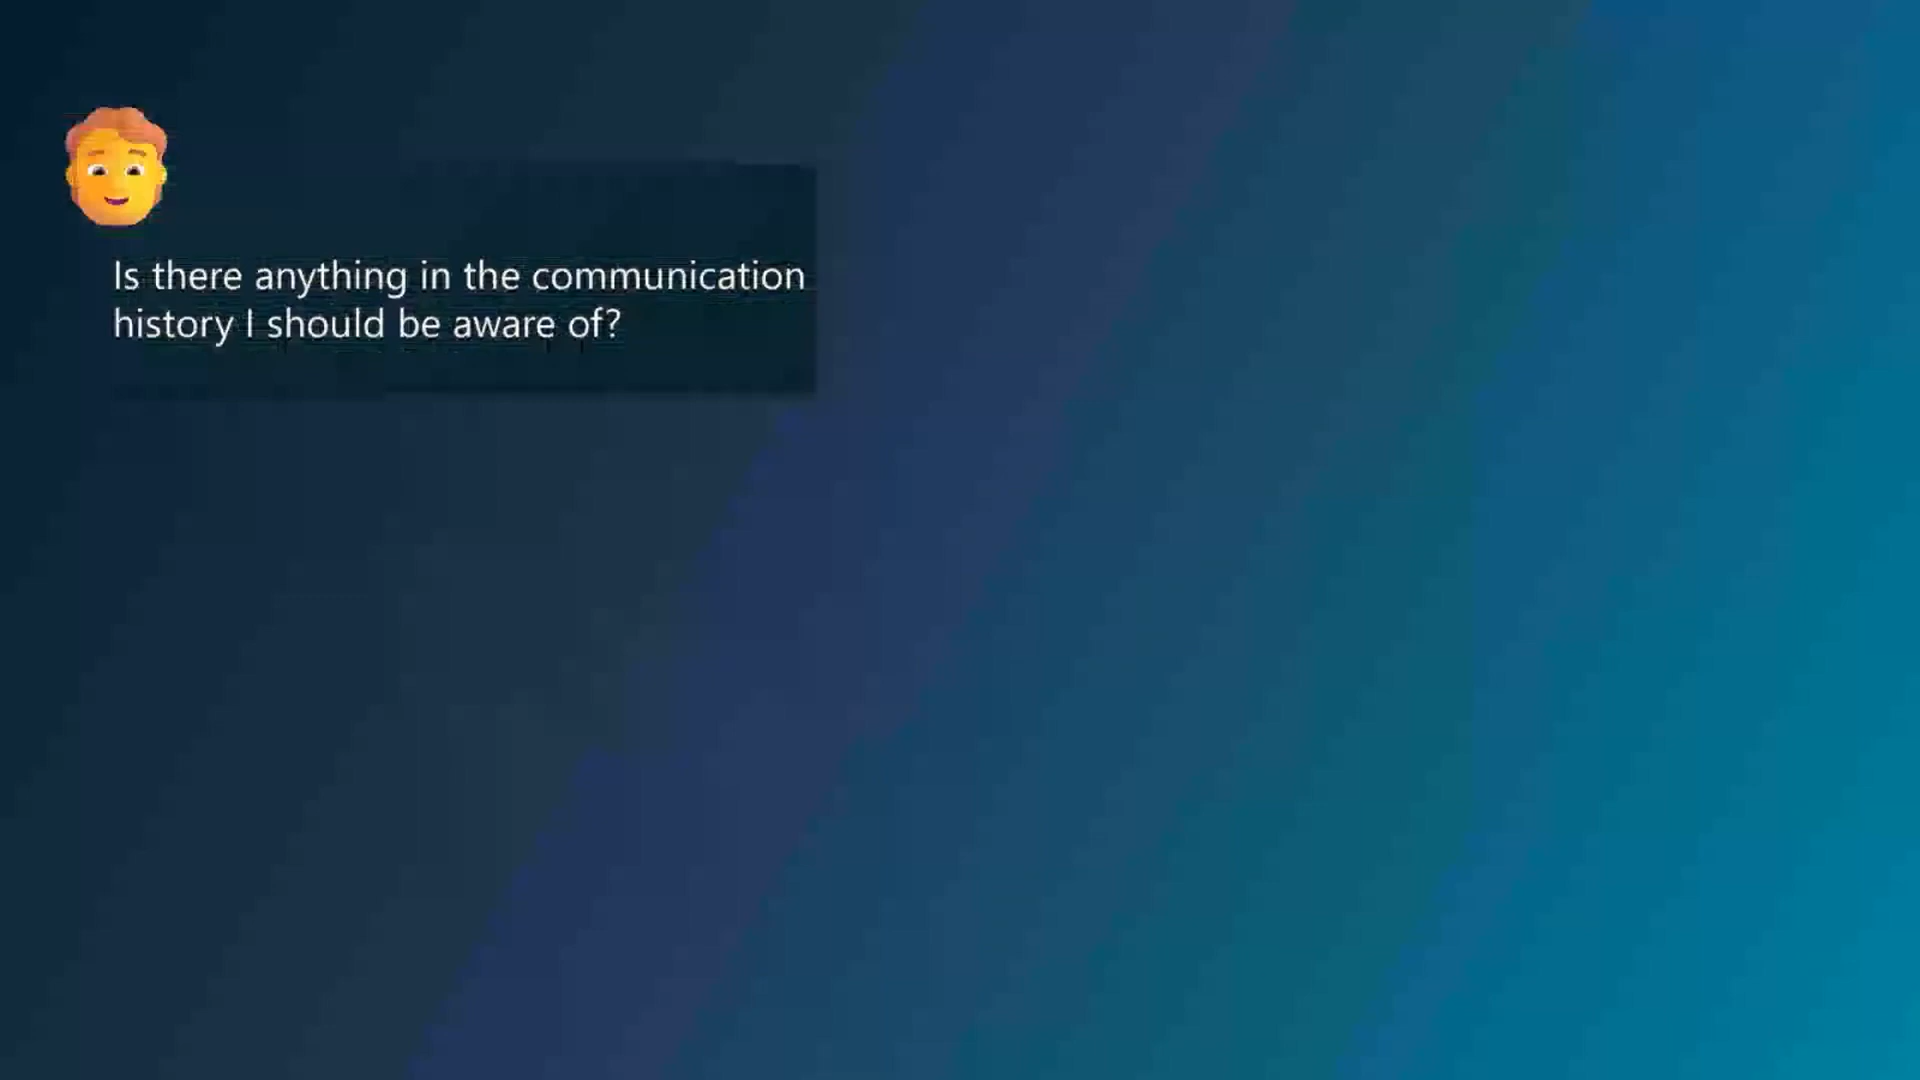 Is there anything in the communication
history I should be aware of?